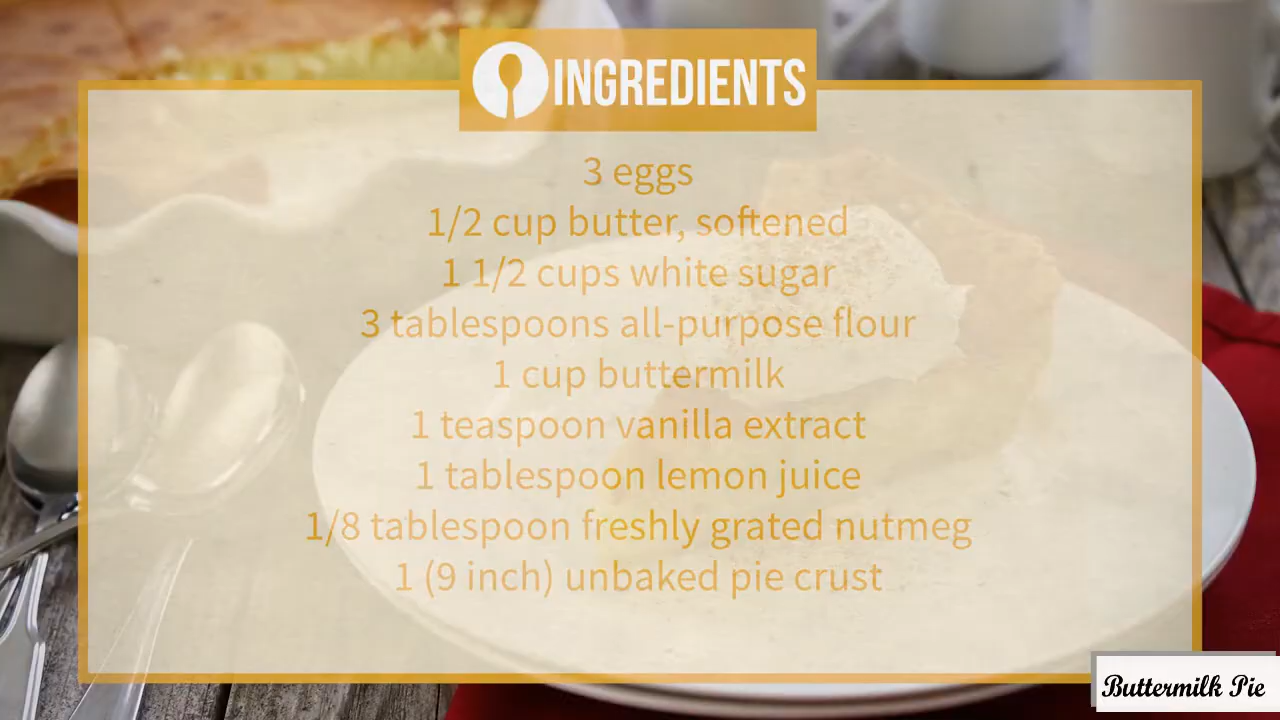 INGREDIENTS
3 eggs
1/2 cup butter, softened
1 1/2 cups white sugar
3 tablespoons all-purpose flour
1 cup buttermilk
1 teaspoon vanilla extract
1 tablespoon lemon juice
1/8 tablespoon freshly grated nutmeg
1 (9 inch) unbaked pie crust
Buttermilk Pie